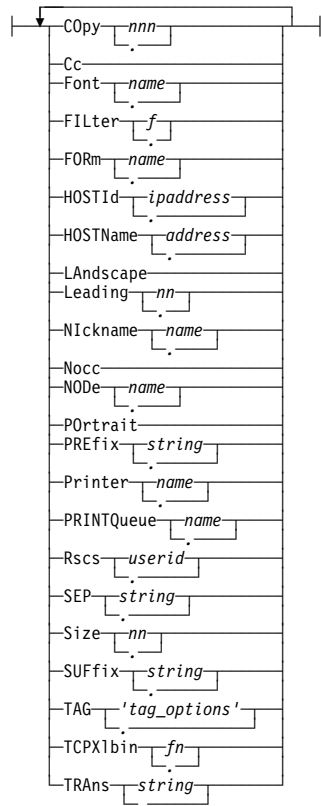 COpy nnn
.
Cc
Font name
.
FILter f
.
FORm name
.
HOSTId ipaddress
.
HOSTName address
.
LAndscape
Leading nn
.
NIckname name
.
Nocc
NODe name
.
POrtrait
PREfix string
.
Printer name
.
PRINTQueue name
.
Rscs userid
.
SEP string
.
Size nn
.
SUFfix string
.
TAG 'tag_options'
.
TCPXlbin fn
.
TRAns string
.